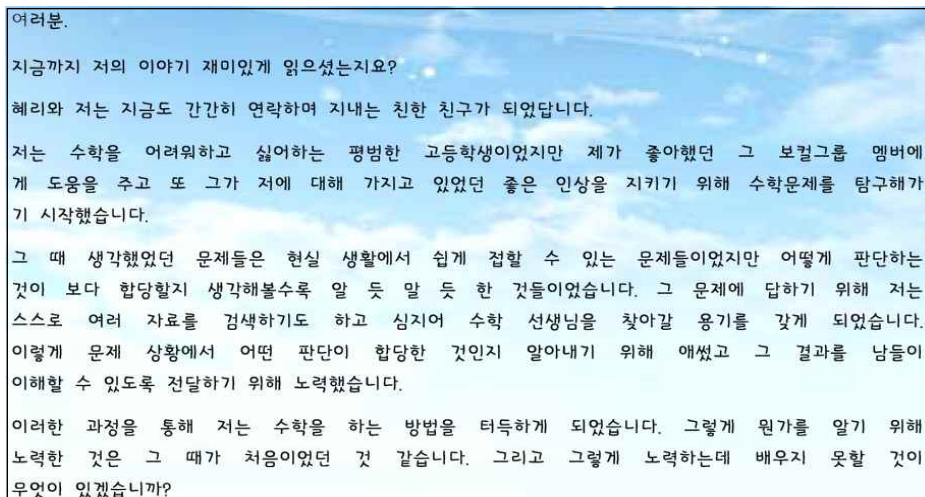 여러분.
지금까지 저의 이야기 재미있게 읽으셨는지요?
혜리와 저는 지금도 간간히 연락하며 지내는 친한 친구가 되었답니다.
저는 수학을 어려워하고 싫어하는 평범한 고등학생이었지만 제가 좋아했던 그 보컬그룹 멤버에
게 도움을 주고 또 그가 저에 대해 가지고 있었던 좋은 인상을 지키기 위해 수학문제를 탐구해가
기 시작했습니다.
그 때 생각했었던 문제들은 현실 생활에서 쉽게 접할 수 있는 문제들이었지만 어떻게 판단하는
것이 보다 합당할지 생각해볼수록 알 듯 말 듯 한 것들이었습니다. 그 문제에 답하기 위해 저는
스스로 여러 자료를 검색하기도 하고 심지어 수학 선생님을 찾아갈 용기를 갖게 되었습니다.
이렇게 문제 상황에서 어떤 판단이 합당한 것인지 알아내기 위해 애썼고 그 결과를 남들이
이해할 수 있도록 전달하기 위해 노력했습니다.
이러한 과정을 통해 저는 수학을 하는 방법을 터득하게 되었습니다. 그렇게 뭔가를 알기 위해
노력한 것은 그 때가 처음이었던 것 같습니다. 그리고 그렇게 노력하는데 배우지 못할 것이
무엇이 있겠습니까?